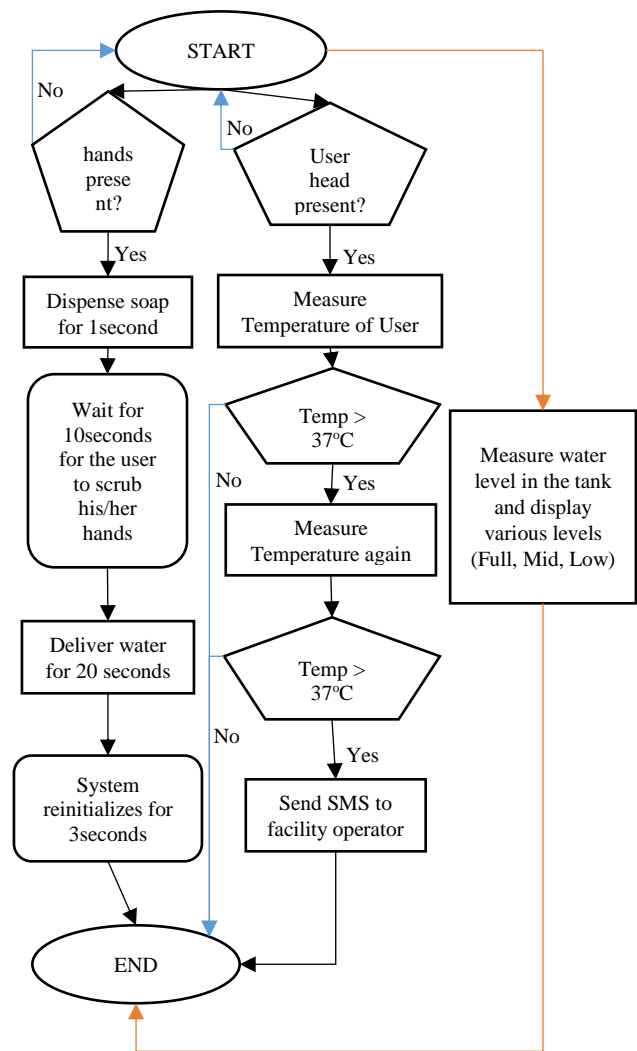 START
No
No
hands
prese
nt?
User
head
present?
Yes
Yes
Dispense soap
for 1second
Measure
Temperature of User
Wait for
10seconds
for the user
to scrub
his/her
hands
Temp >
37°C
No
Yes
Measure
Temperature again
Measure water
level in the tank
and display
various levels
(Full, Mid, Low)
Deliver water
for 20 seconds
Temp >
37°C
No
Yes
System
reinitializes for
3seconds
Send SMS to
facility operator
END